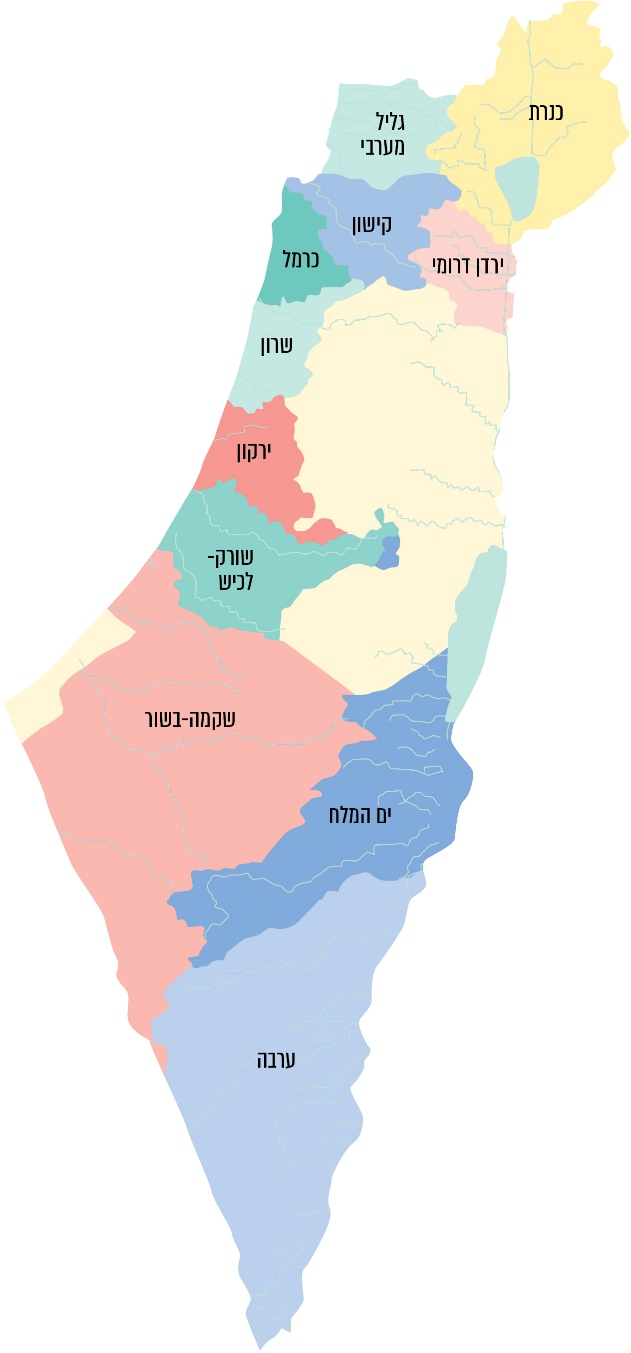 כנרת
גליל
מערבי
קישון
כרמל
ירדן דרומי
שרון
ירקון
שורק-
לכיש
שקמה-בשור
ים המלח
ערבה